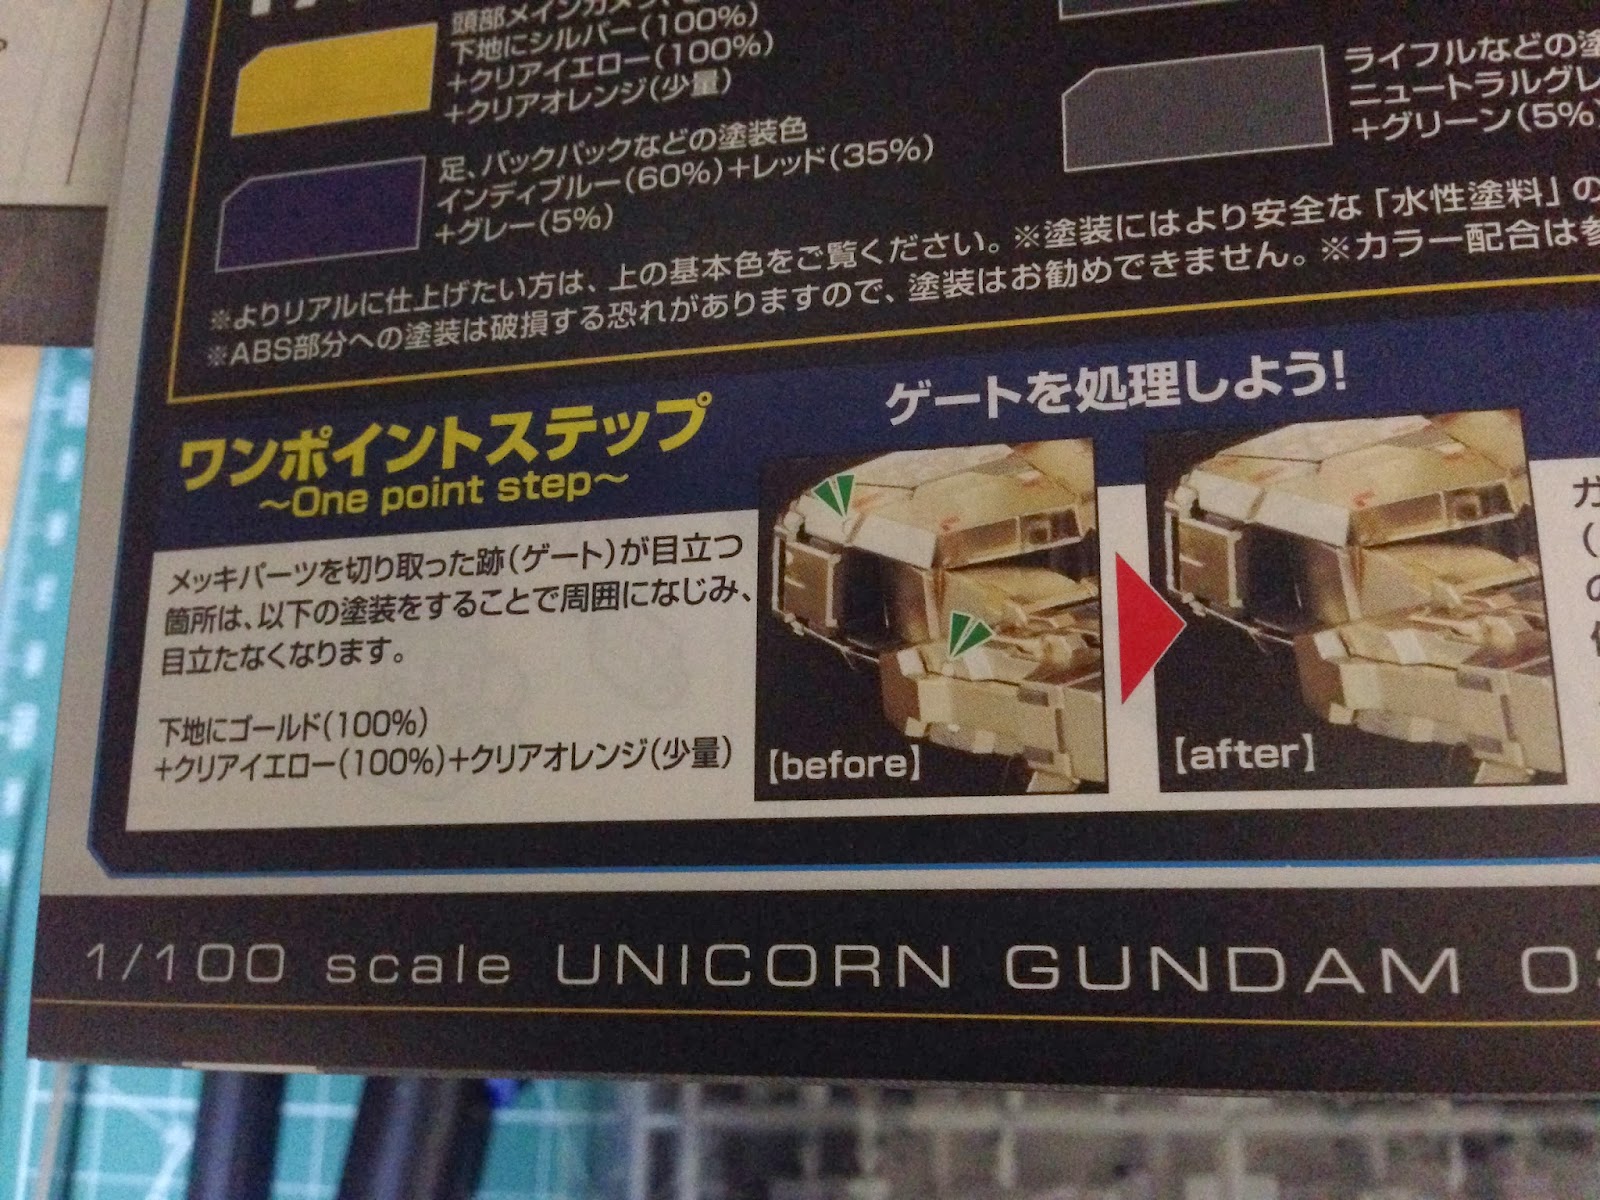 頭部メインカメラ、
下地にシルバー(100%)
+クリアイエロー(100%)
+クリアオレンジ(少量)
足、バックパックなどの塗装色
インディブルー(60%)+レッド(35%)
+グレー(5%)
ライフルなどの塗
ニュートラルグレ
+グリーン(5%)
※よりリアルに仕上げたい方は、上の基本色をご覧ください。※塗装にはより安全な「水性塗料」の
※ABS部分への塗装は破損する恐れがありますので、塗装はお勧めできません。※カラー配合は参
ワンポイントステップ
~One point step~
ゲートを処理しよう!
メッキパーツを切り取った跡(ゲート)が目立つ
箇所は、以下の塗装をすることで周囲になじみ、
目立たなくなります。
下地にゴールド(100%)
+クリアイエロー(100%)+クリアオレンジ(少量)
【before】
【after】
1/100 scale UNICORN GUNDAM